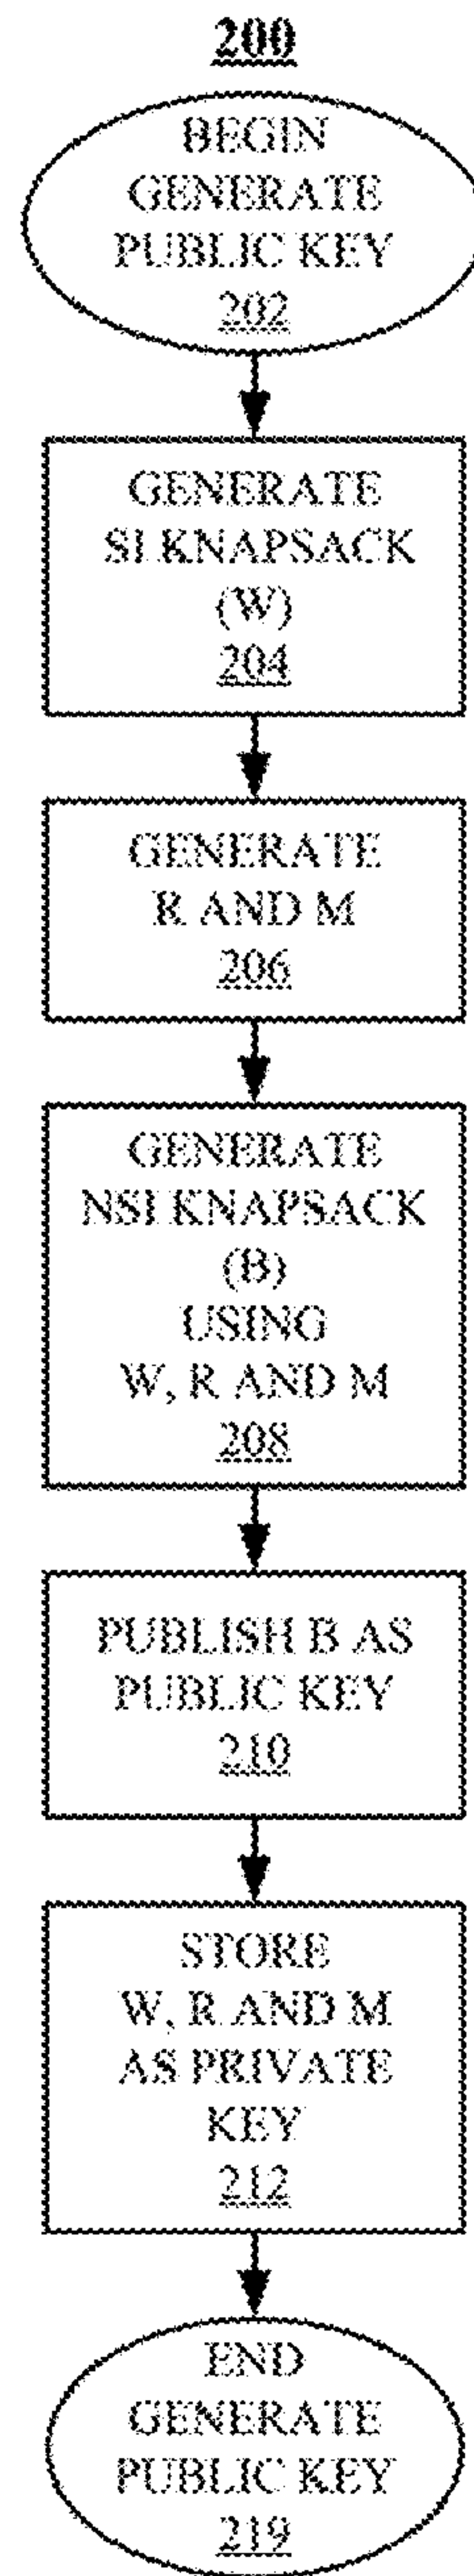 200
BEGIN
GENERATE
PUBLIC KEY
202
GENERATE
SI KNAPSACK
(W)
204
GENERATE
R AND M
206
GENERATE
NSI KNAPSACK
(B)
USING
W, R AND M
208
PUBLISH B AS
PUBLIC KEY
210
STORE
W, R AND M
AS PRIVATE
KEY
212
END
GENERATE
PUBLIC KEY
219